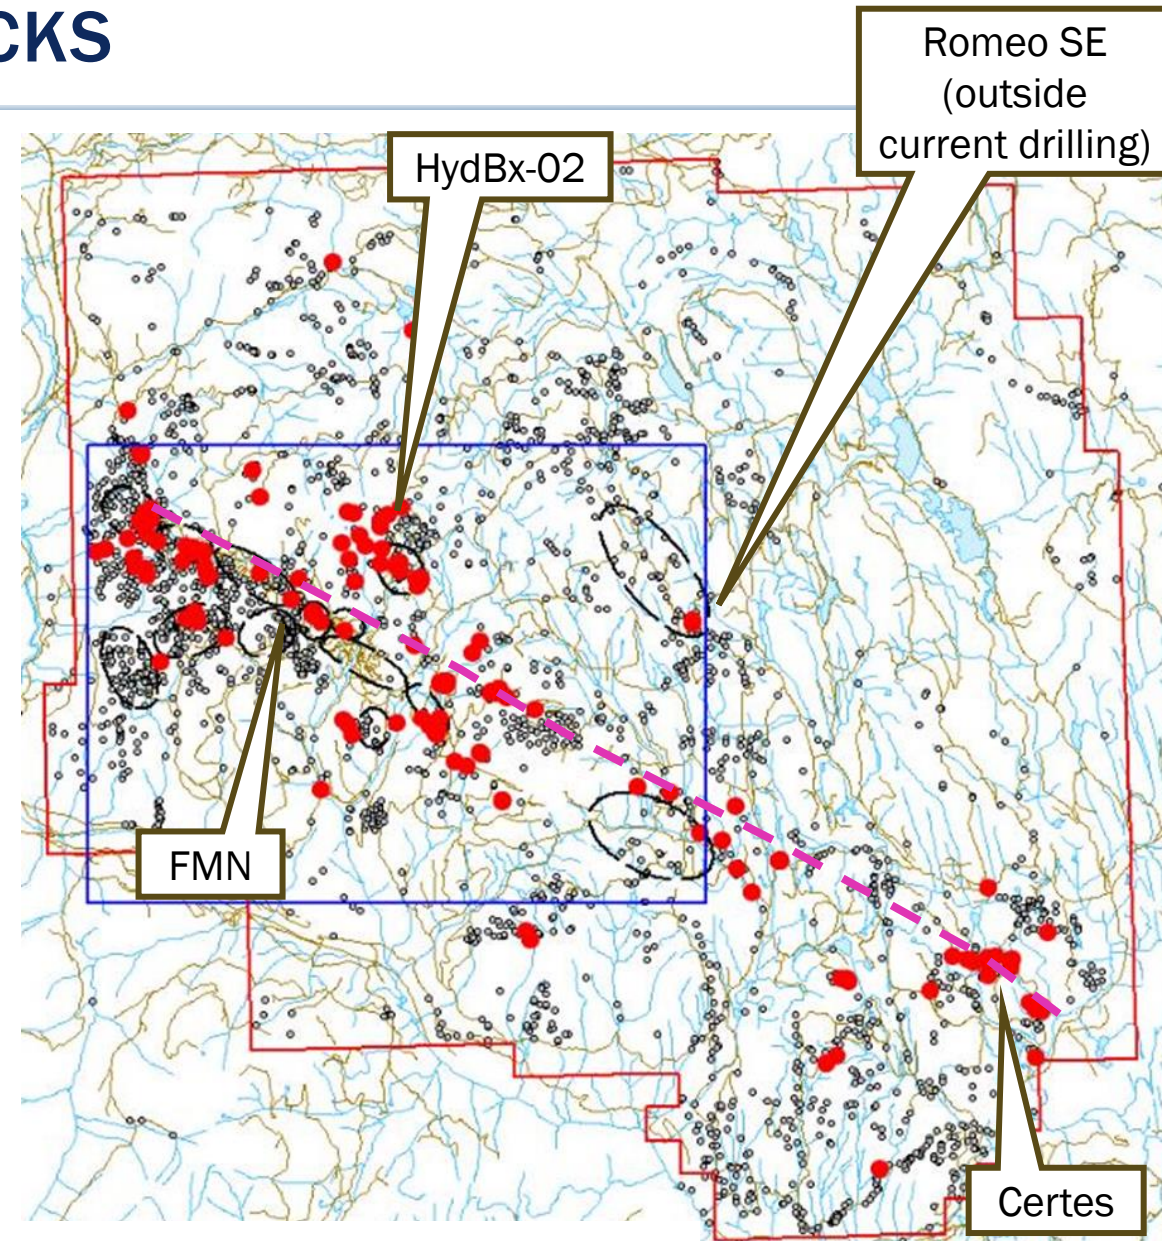 CKS
Romeo SE
(outside
current drilling)
HydBx-02
FMN
Certes